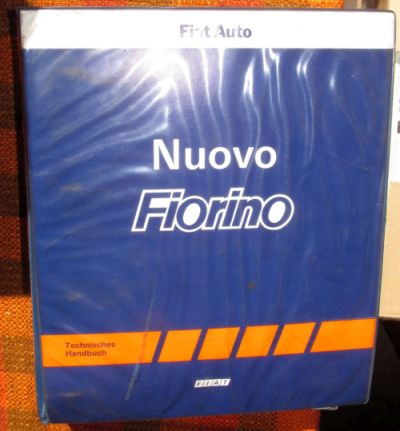 Fiat Auto
Nuovo
Fiorino
Technisches
Handbuch
FIAT